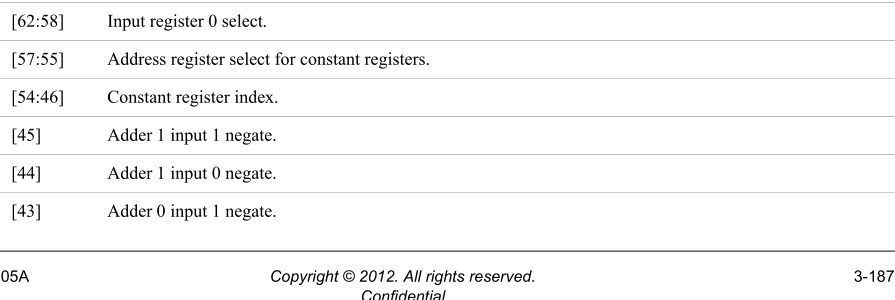 [62:58] Input register 0 select.
[57:55] Address register select for constant registers.
[54:46] Constant register index.
[45] Adder 1 input 1 negate.
[44] Adder 1 input 0 negate.
[43] Adder 0 input 1 negate.
05A Copyright © 2012. All rights reserved. 3-187
Confidential